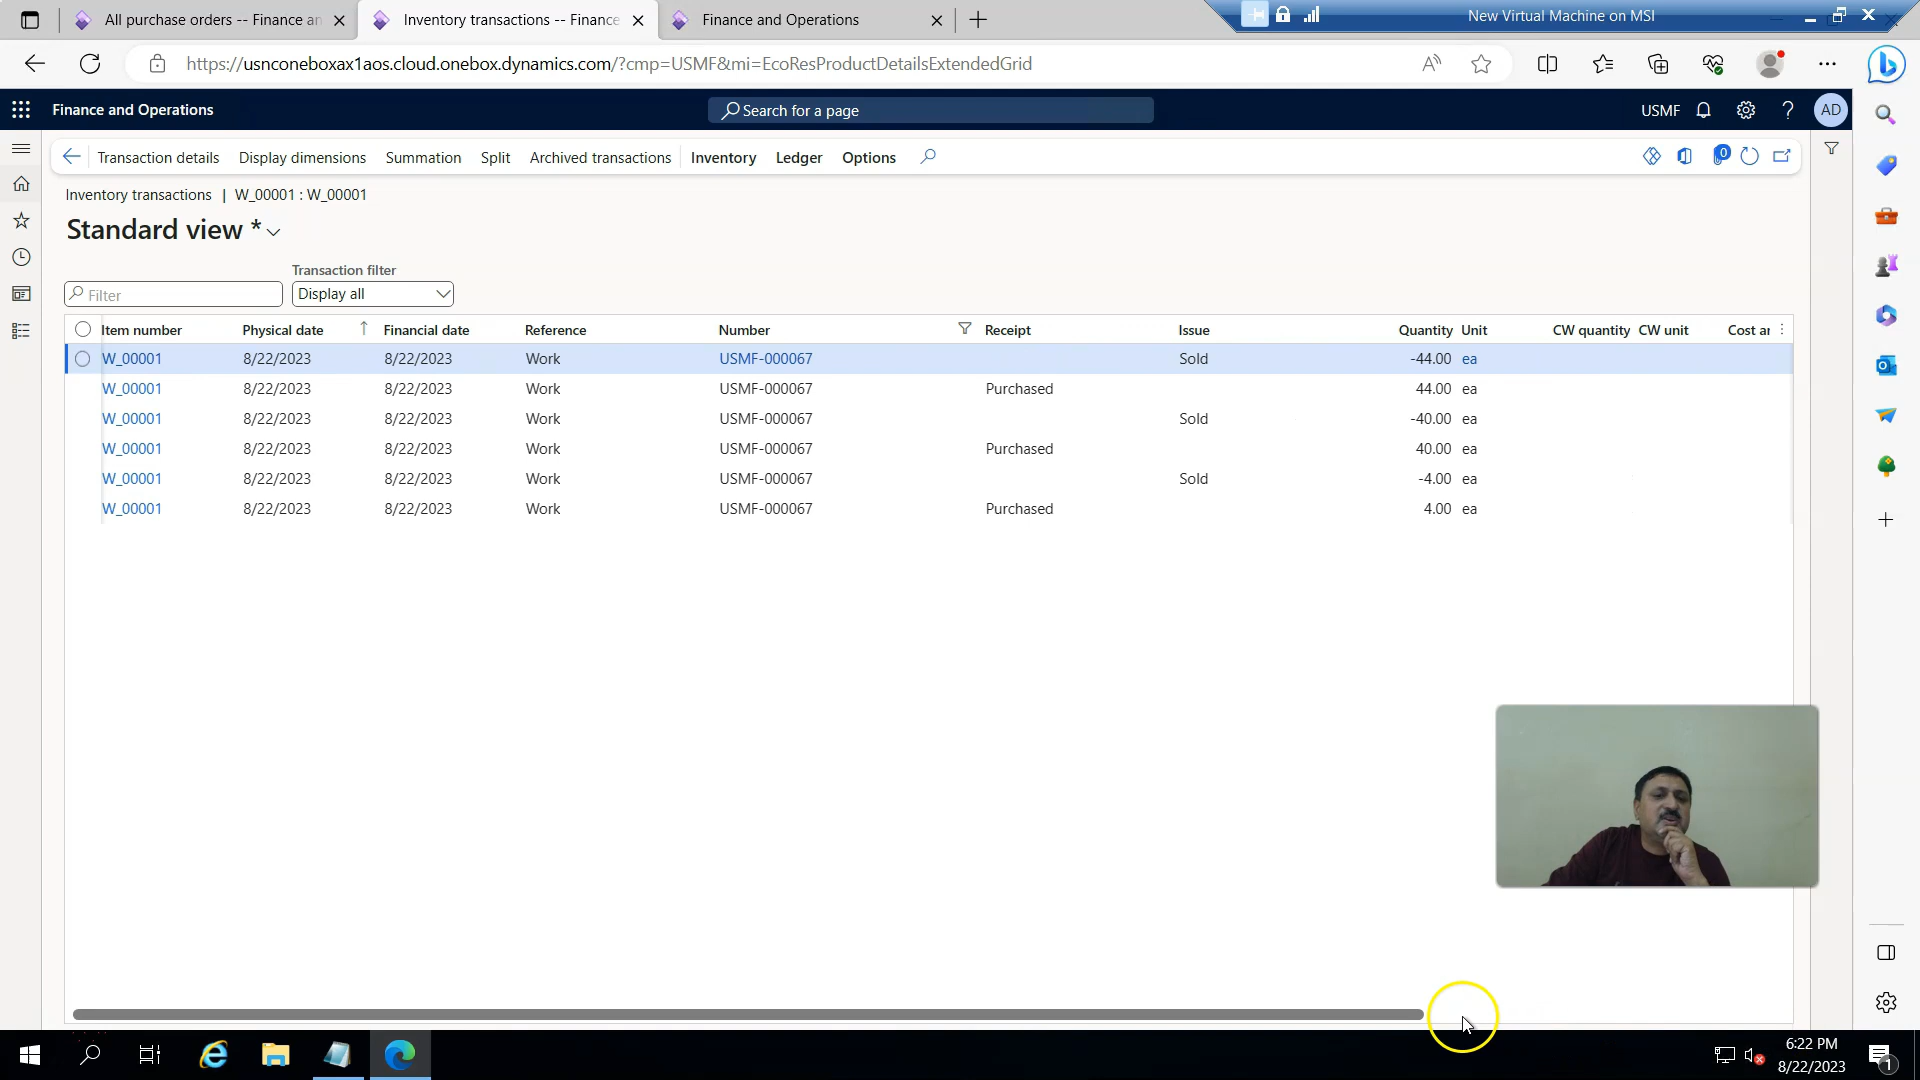 All purchase orders -- Finance an
Inventory transactions -- Finance
Finance and Operations
New Virtual Machine on MSI
https://usnconeboxax1aos.cloud.onebox.dynamics.com/?cmp=USMF&mi=EcoResProductDetailsExtendedGrid
Finance and Operations
Search for a page
USMF
AD
Transaction details
Display dimensions
Summation
Split
Archived transactions
Inventory
Ledger
Options
0
Inventory transactions | W_00001 : W_00001
Standard view *
Transaction filter
Filter
Display all
Item number Physical date Financial date Reference Number Receipt Issue Quantity Unit CW quantity CW unit Cost ar
W_00001 8/22/2023 8/22/2023 Work USMF-000067 Sold -44.00 ea
W_00001 8/22/2023 8/22/2023 Work USMF-000067 Purchased 44.00 ea
W_00001 8/22/2023 8/22/2023 Work USMF-000067 Sold -40.00 ea
W_00001 8/22/2023 8/22/2023 Work USMF-000067 Purchased 40.00 ea
W_00001 8/22/2023 8/22/2023 Work USMF-000067 Sold -4.00 ea
W_00001 8/22/2023 8/22/2023 Work USMF-000067 Purchased 4.00 ea
6:22 PM
8/22/2023
1